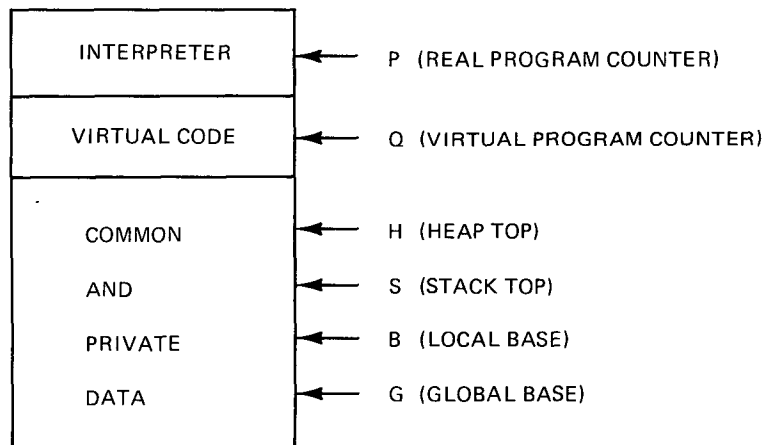 INTERPRETER P (REAL PROGRAM COUNTER)
VIRTUAL CODE Q (VIRTUAL PROGRAM COUNTER)
COMMON H (HEAP TOP)
AND S (STACK TOP)
PRIVATE B (LOCAL BASE)
DATA G (GLOBAL BASE)